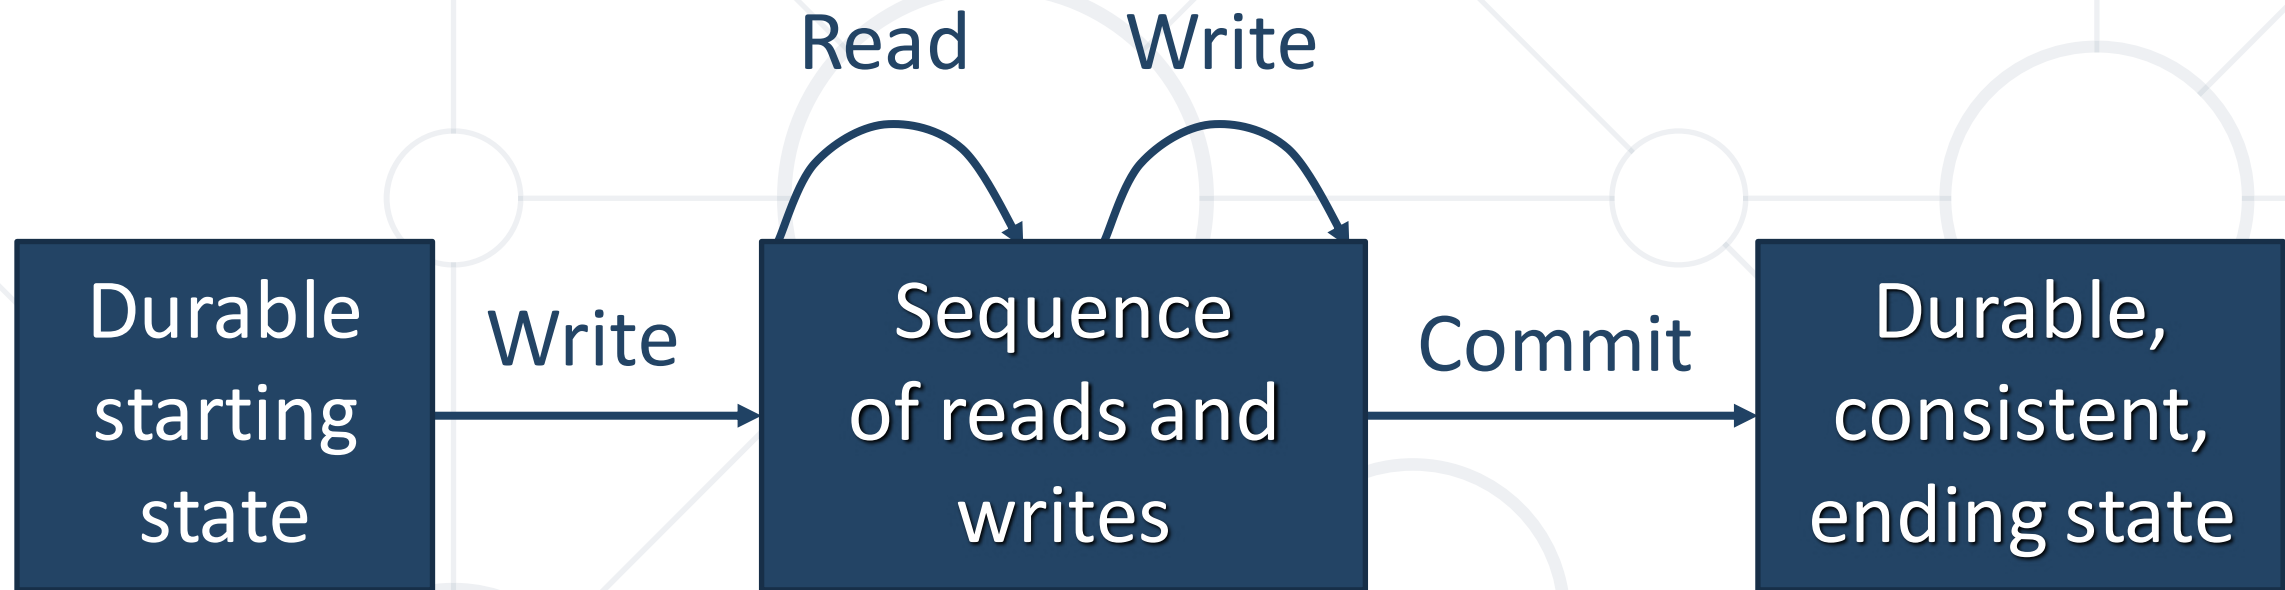 Read
Write
Durable
starting
state
Write
Sequence
of reads and
writes
Commit
Durable,
consistent,
ending state